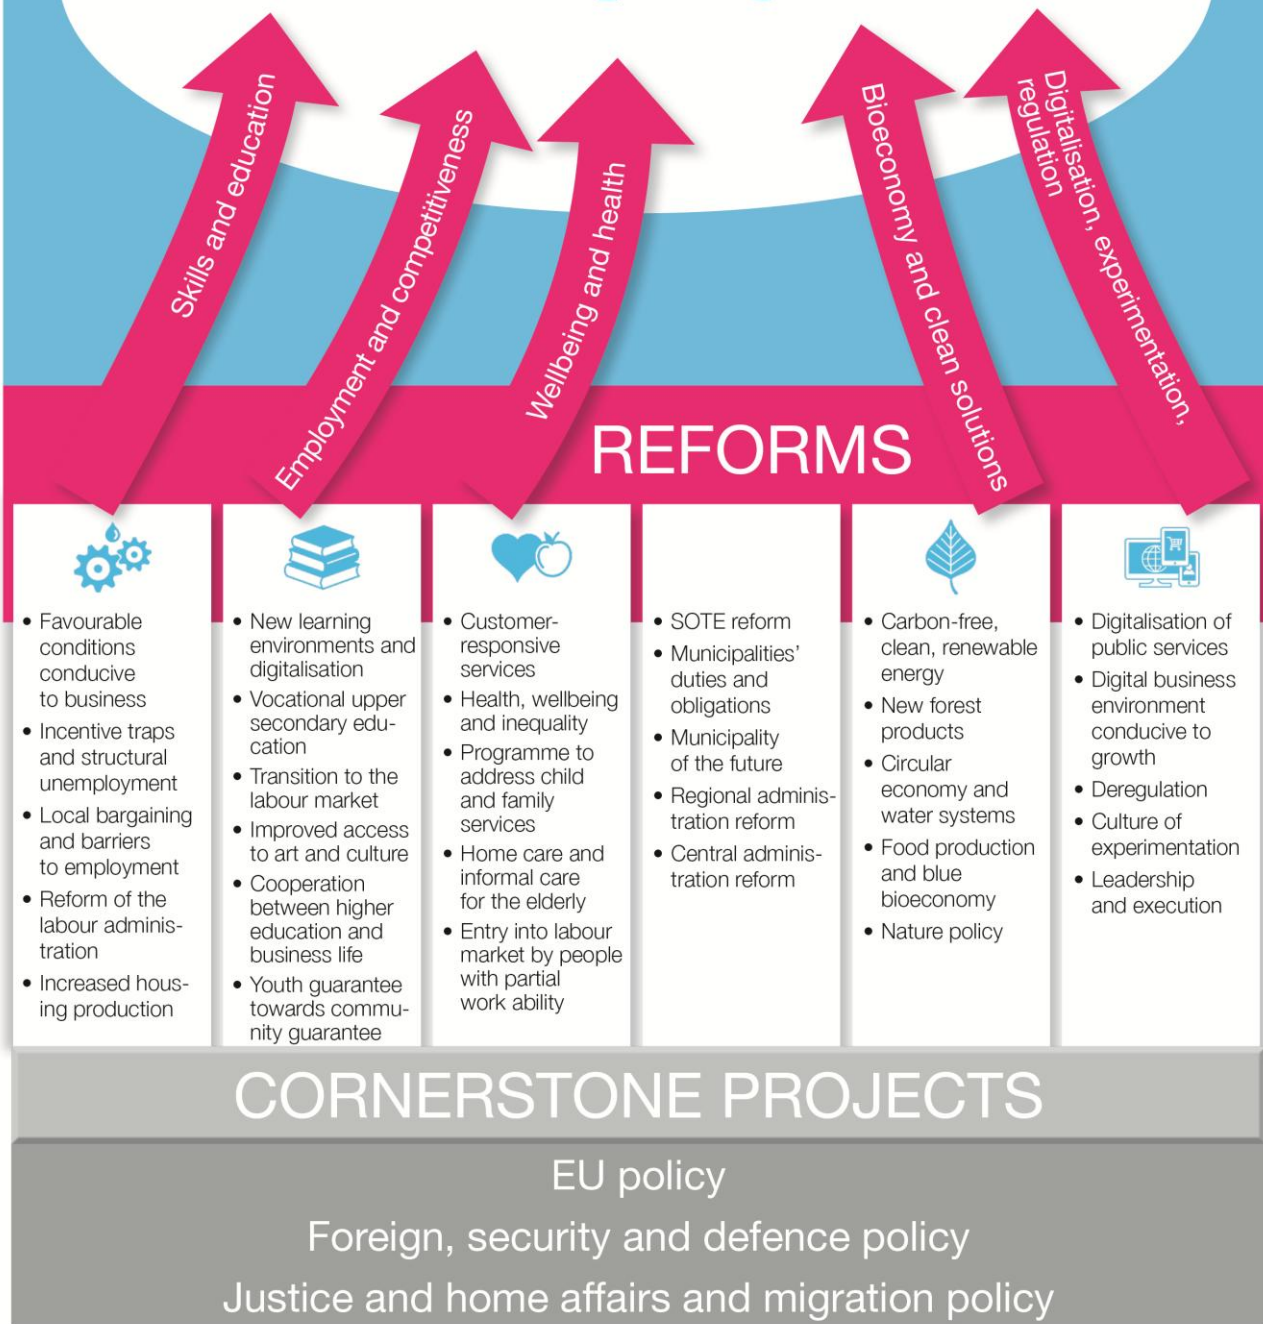 Skills and education
Employment and competitiveness
Wellbeing and health
Bioeconomy and clean solutions
Digitalisation, experimentation,
regulation
REFORMS
• Favourable
conditions
conducive
to business
• Incentive traps
and structural
unemployment
• Local bargaining
and barriers
to employment
• Reform of the
labour adminis-
tration
• Increased hous-
ing production
• New learning
environments and
digitalisation
• Vocational upper
secondary edu-
cation
• Transition to the
labour market
• Improved access
to art and culture
• Cooperation
between higher
education and
business life
• Youth guarantee
towards commu-
nity guarantee
• Customer-
responsive
services
• Health, wellbeing
and inequality
• Programme to
address child
and family
services
• Home care and
informal care
for the elderly
• Entry into labour
market by people
with partial
work ability
• SOTE reform
• Municipalities’
duties and
obligations
• Municipality
of the future
• Regional adminis-
tration reform
• Central adminis-
tration reform
• Carbon-free,
clean, renewable
energy
• New forest
products
• Circular
economy and
water systems
• Food production
and blue
bioeconomy
• Nature policy
• Digitalisation of
public services
• Digital business
environment
conducive to
growth
• Deregulation
• Culture of
experimentation
• Leadership
and execution
CORNERSTONE PROJECTS
EU policy
Foreign, security and defence policy
Justice and home affairs and migration policy